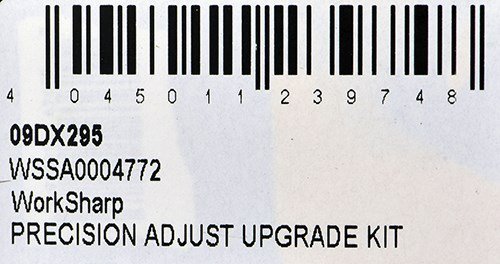 4 045011 239748
09DX295
WSSA0004772
WorkSharp
PRECISION ADJUST UPGRADE KIT